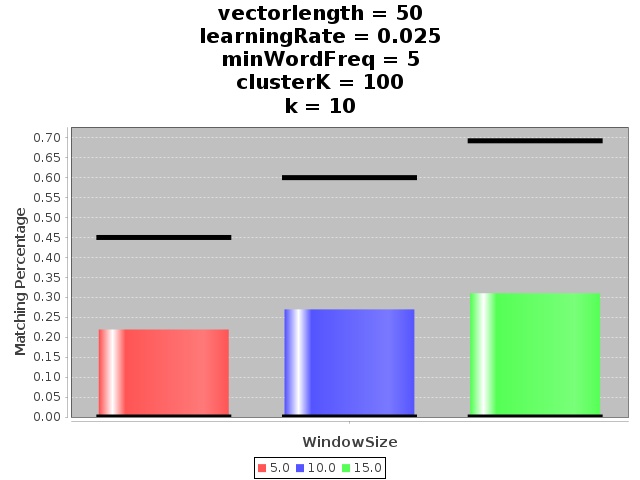 vectorlength = 50
learningRate = 0.025
minWordFreq = 5
clusterK = 100
k = 10
0.70
0.65
0.60
0.55
0.50
0.45
0.40
0.35
0.30
0.25
0.20
0.15
0.10
0.05
0.00
Matching Percentage
WindowSize
5.0 10.0 15.0